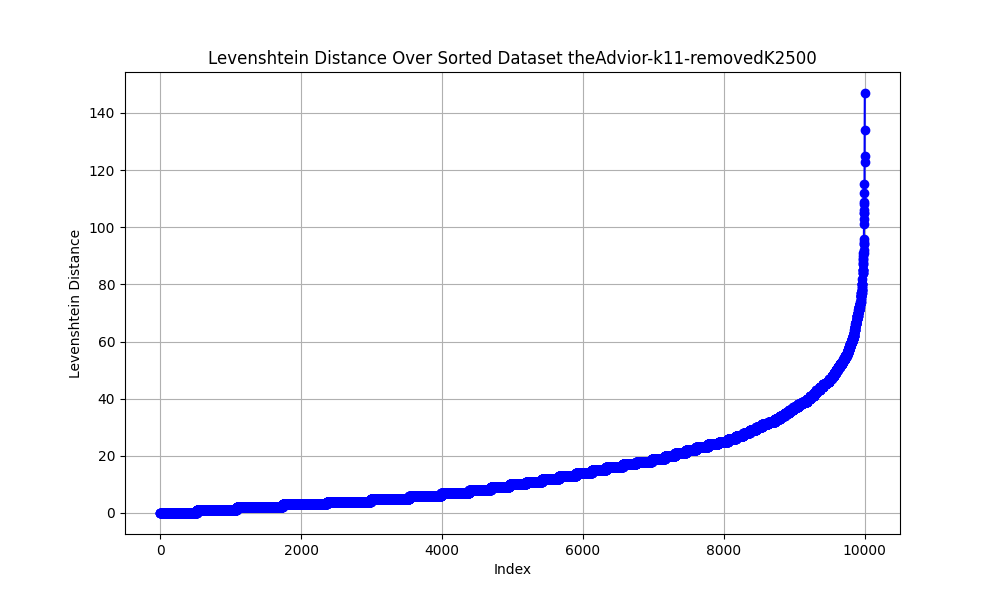 Levenshtein Distance Over Sorted Dataset theAdvior-k11-removedK2500
140
120
100
80
60
40
20
0
Levenshtein Distance
0 2000 4000 6000 8000 10000
Index